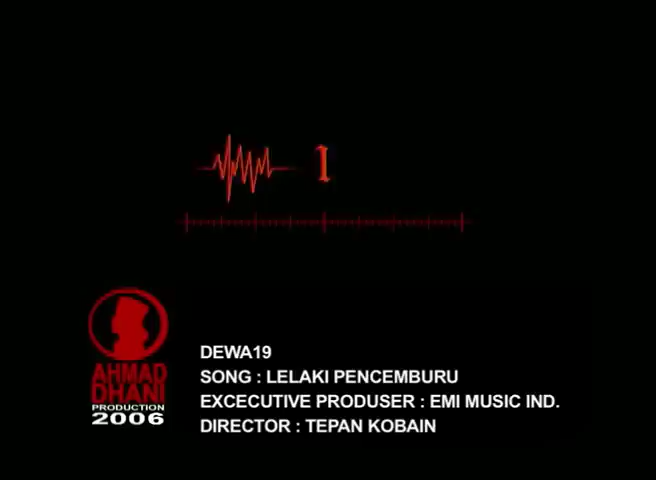 1
AHMAD
DHANI
PRODUCTION
2006
DEWA19
SONG : LELAKI PENCEMBURU
EXCECUTIVE PRODUSER : EMI MUSIC IND.
DIRECTOR : TEPAN KOBAIN